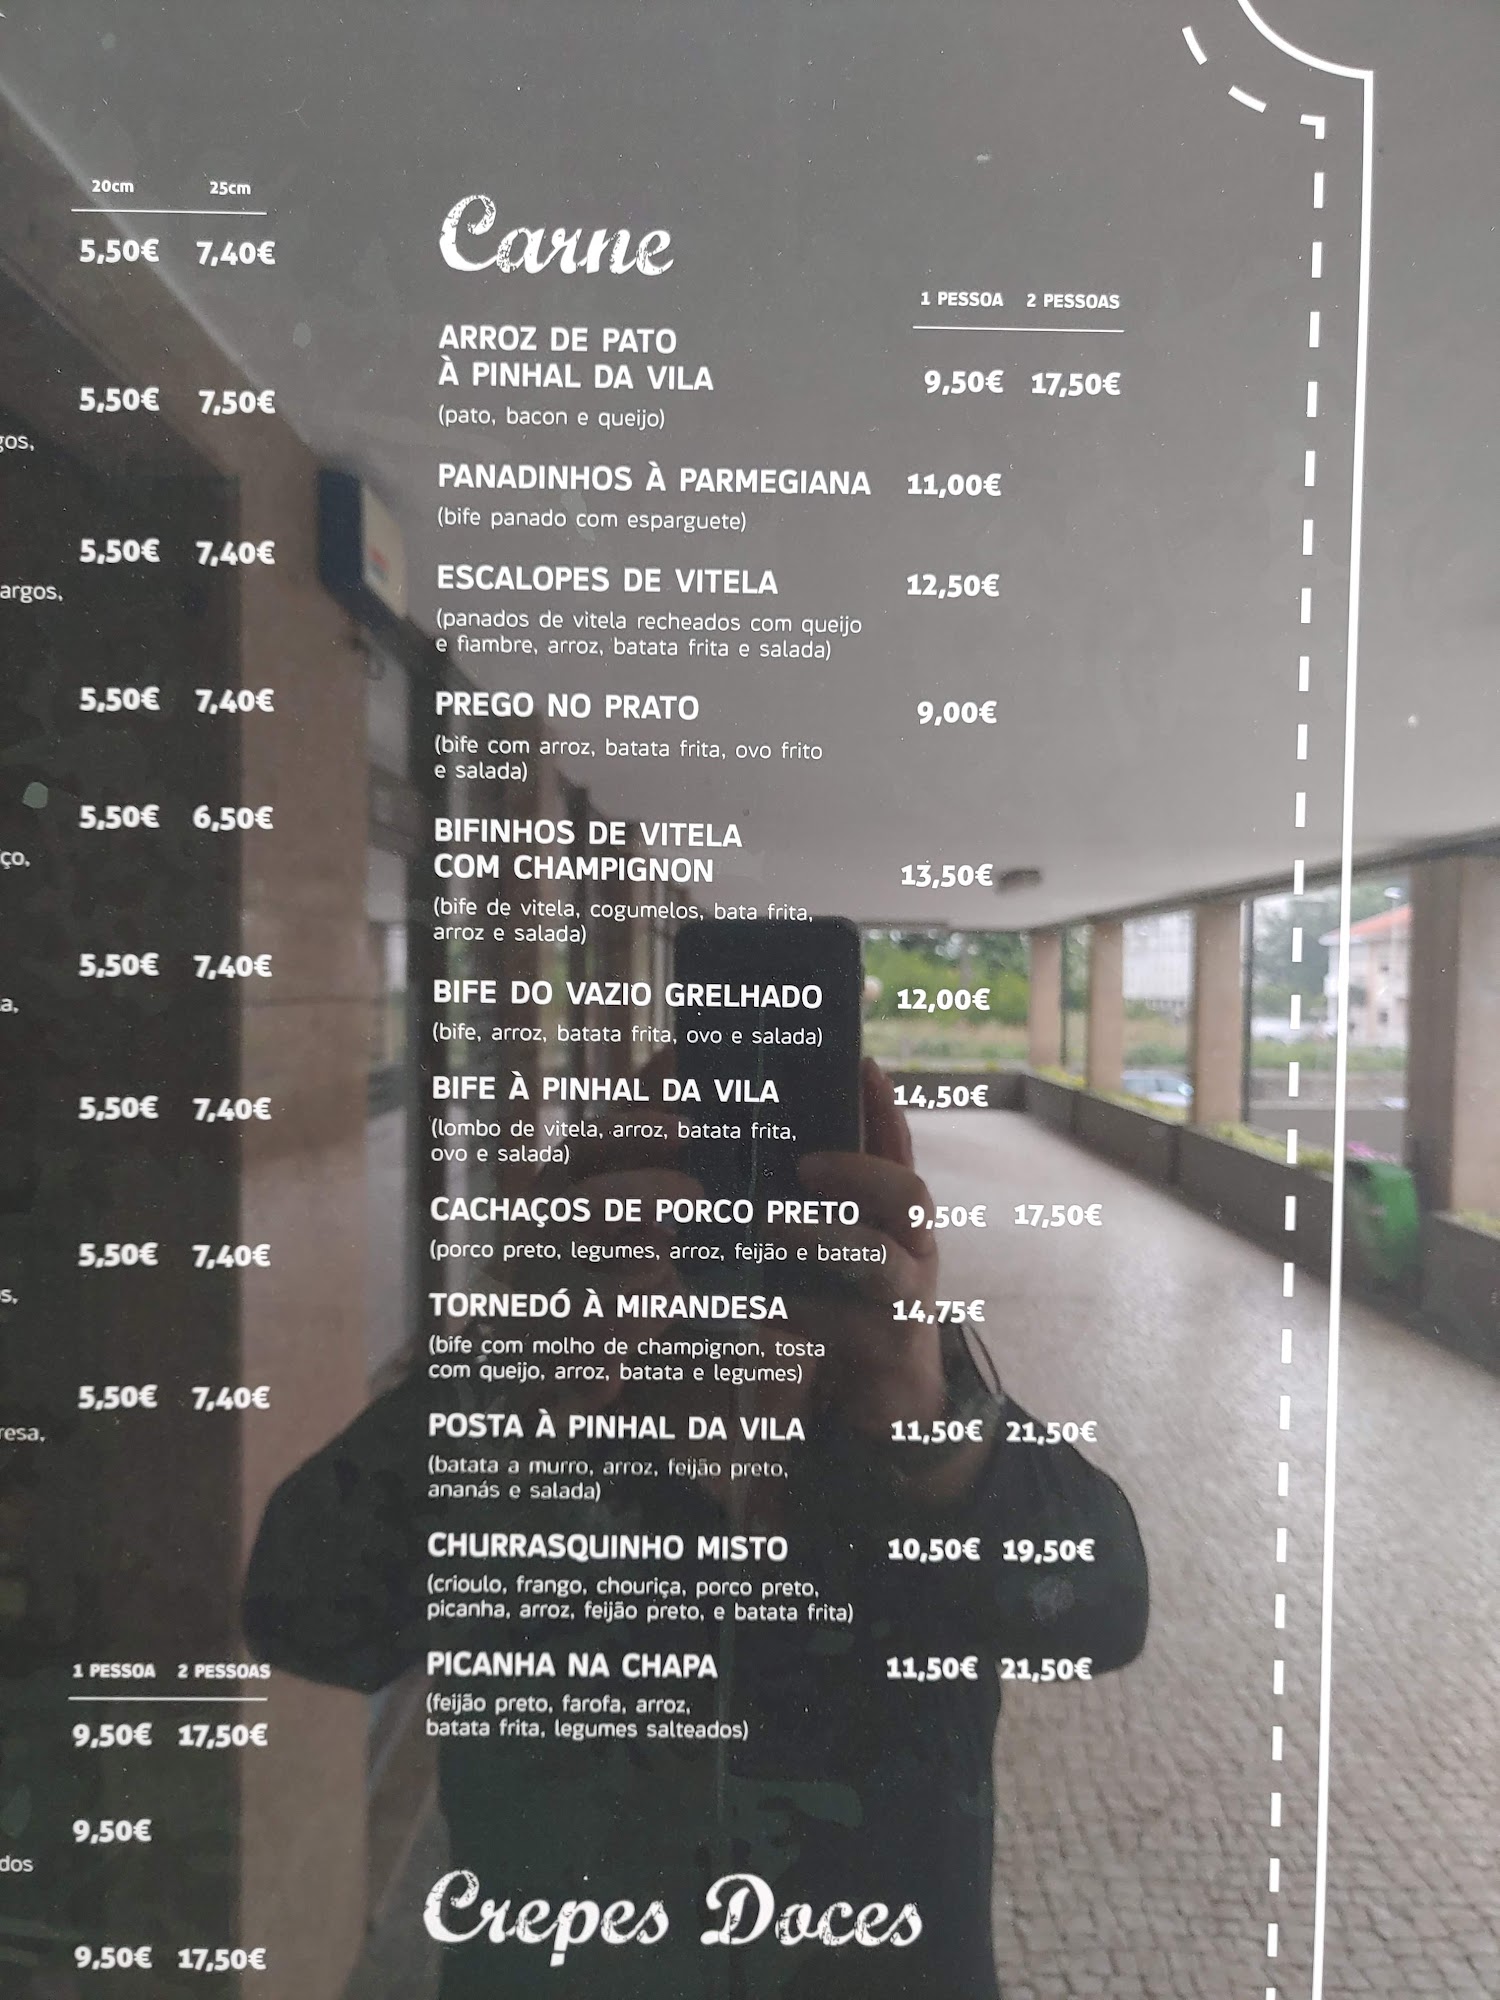 20cm 25cm
5,50€ 7,40€
5,50€ 7,50€
5,50€ 7,40€
argos,
5,50€ 7,40€
5,50€ 6,50€
5,50€ 7,40€
5,50€ 7,40€
5,50€ 7,40€
5,50€ 7,40€
1 PESSOA 2 PESSOAS
9,50€ 17,50€
9,50€
9,50€ 17,50€
Carne
1 PESSOA 2 PESSOAS
ARROZ DE PATO
À PINHAL DA VILA 9,50€ 17,50€
(pato, bacon e queijo)
PANADINHOS À PARMEGIANA 11,00€
(bife panado com esparguete)
ESCALOPES DE VITELA 12,50€
(panados de vitela recheados com queijo
e fiambre, arroz, batata frita e salada)
PREGO NO PRATO 9,00€
(bife com arroz, batata frita, ovo frito
e salada)
BIFINHOS DE VITELA
COM CHAMPIGNON 13,50€
(bife de vitela, cogumelos, bata frita,
arroz e salada)
BIFE DO VAZIO GRELHADO 12,00€
(bife, arroz, batata frita, ovo e salada)
BIFE À PINHAL DA VILA 14,50€
(lombo de vitela, arroz, batata frita,
ovo e salada)
CACHAÇOS DE PORCO PRETO 9,50€ 17,50€
(porco preto, legumes, arroz, feijão e batata)
TORNEDÓ À MIRANDESA 14,75€
(bife com molho de champignon, tosta
com queijo, arroz, batata e legumes)
POSTA À PINHAL DA VILA 11,50€ 21,50€
(batata a murro, arroz, feijão preto,
ananás e salada)
CHURRASQUINHO MISTO 10,50€ 19,50€
(crioulo, frango, chouriça, porco preto,
picanha, arroz, feijão preto, e batata frita)
PICANHA NA CHAPA 11,50€ 21,50€
(feijão preto, farofa, arroz,
batata frita, legumes salteados)
Crepes Doces